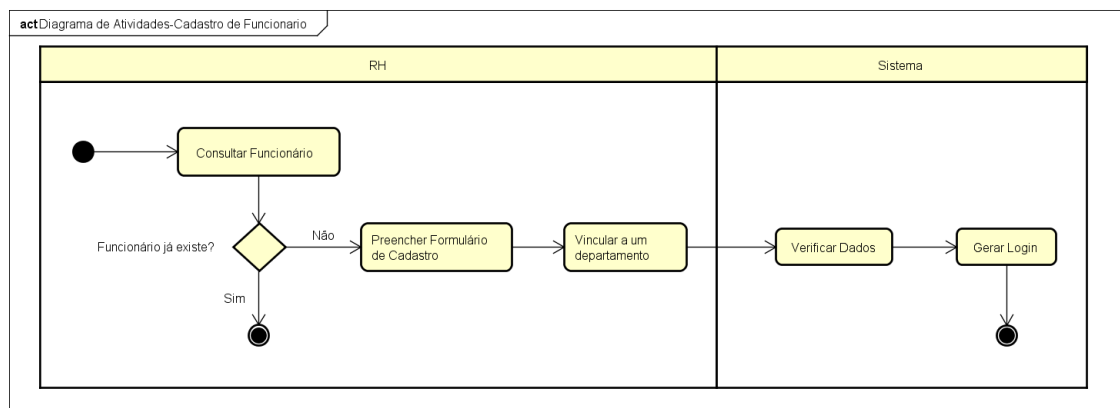 act Diagrama de Atividades-Cadastro de Funcionario
RH
Sistema
Consultar Funcionário
Funcionário já existe?
Não
Preencher Formulário
de Cadastro
Vincular a um
departamento
Verificar Dados
Gerar Login
Sim